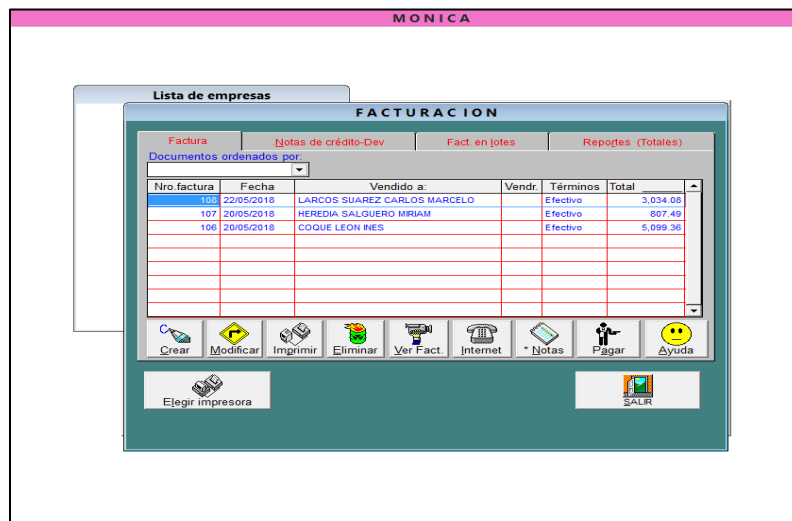 MONICA
Lista de empresas
FACTURACION
Factura .Notas de crédito-Dev Fact. en lotes Reportes (Totales)
Documentos ordenados por:
Nro.factura Fecha Vendido a: Vendr. Términos Total
108 22/05/2018 LARCOS SUAREZ CARLOS MARCELO Efectivo 3,034.08
107 20/05/2018 HEREDIA SALGUERO MIRIAM Efectivo 807.49
106 20/05/2018 COQUE LEON INES Efectivo 5,099.36
C
Crear Modificar Imprimir Eliminar Ver Fact. Internet * Notas Pagar Ayuda
Elegir impresora SALIR